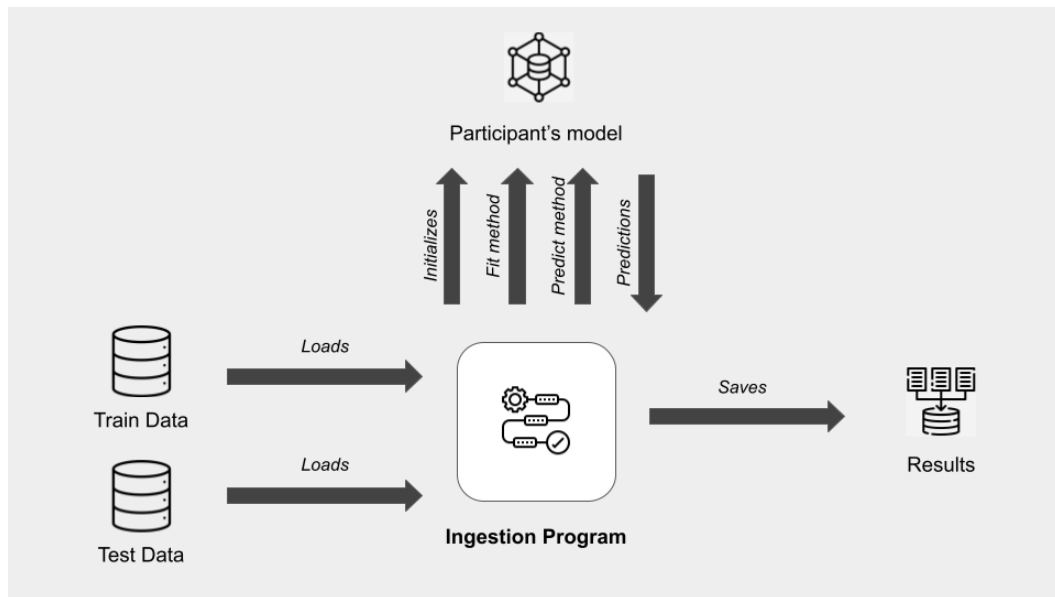 Participant's model
Initializes
Fit method
Predict method
Predictions
Loads
Train Data
Saves
Results
Loads
Test Data
Ingestion Program